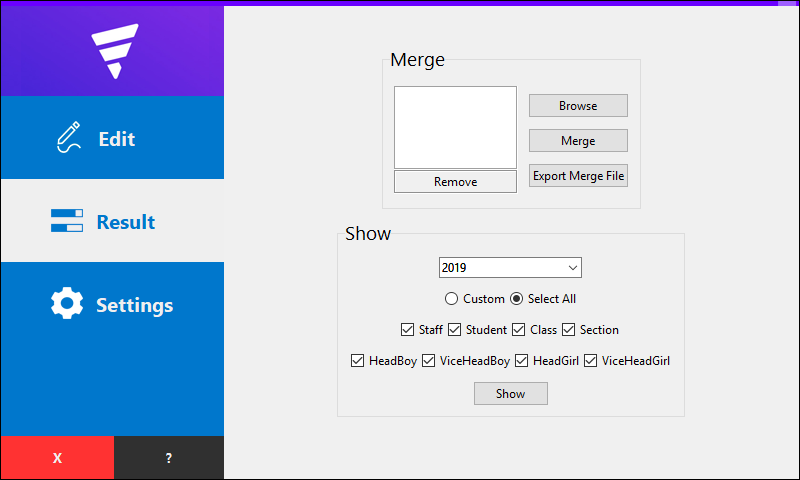 Edit
Result
Settings
X ?
Merge
Browse
Merge
Remove
Export Merge File
Show
2019
Custom Select All
Staff Student Class Section
HeadBoy ViceHeadBoy HeadGirl ViceHeadGirl
Show